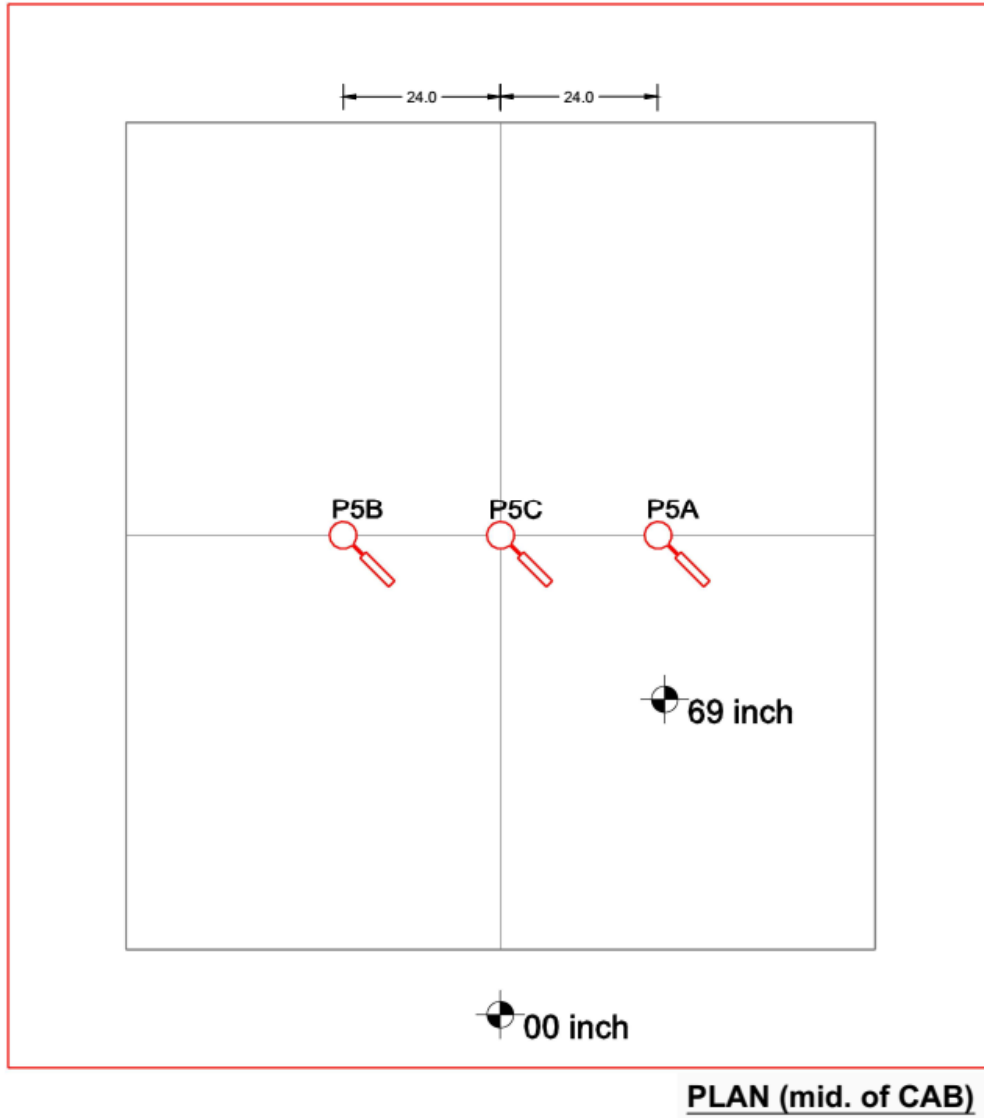 24.0 24.0
P5B P5C P5A
69 inch
00 inch
PLAN (mid. of CAB)